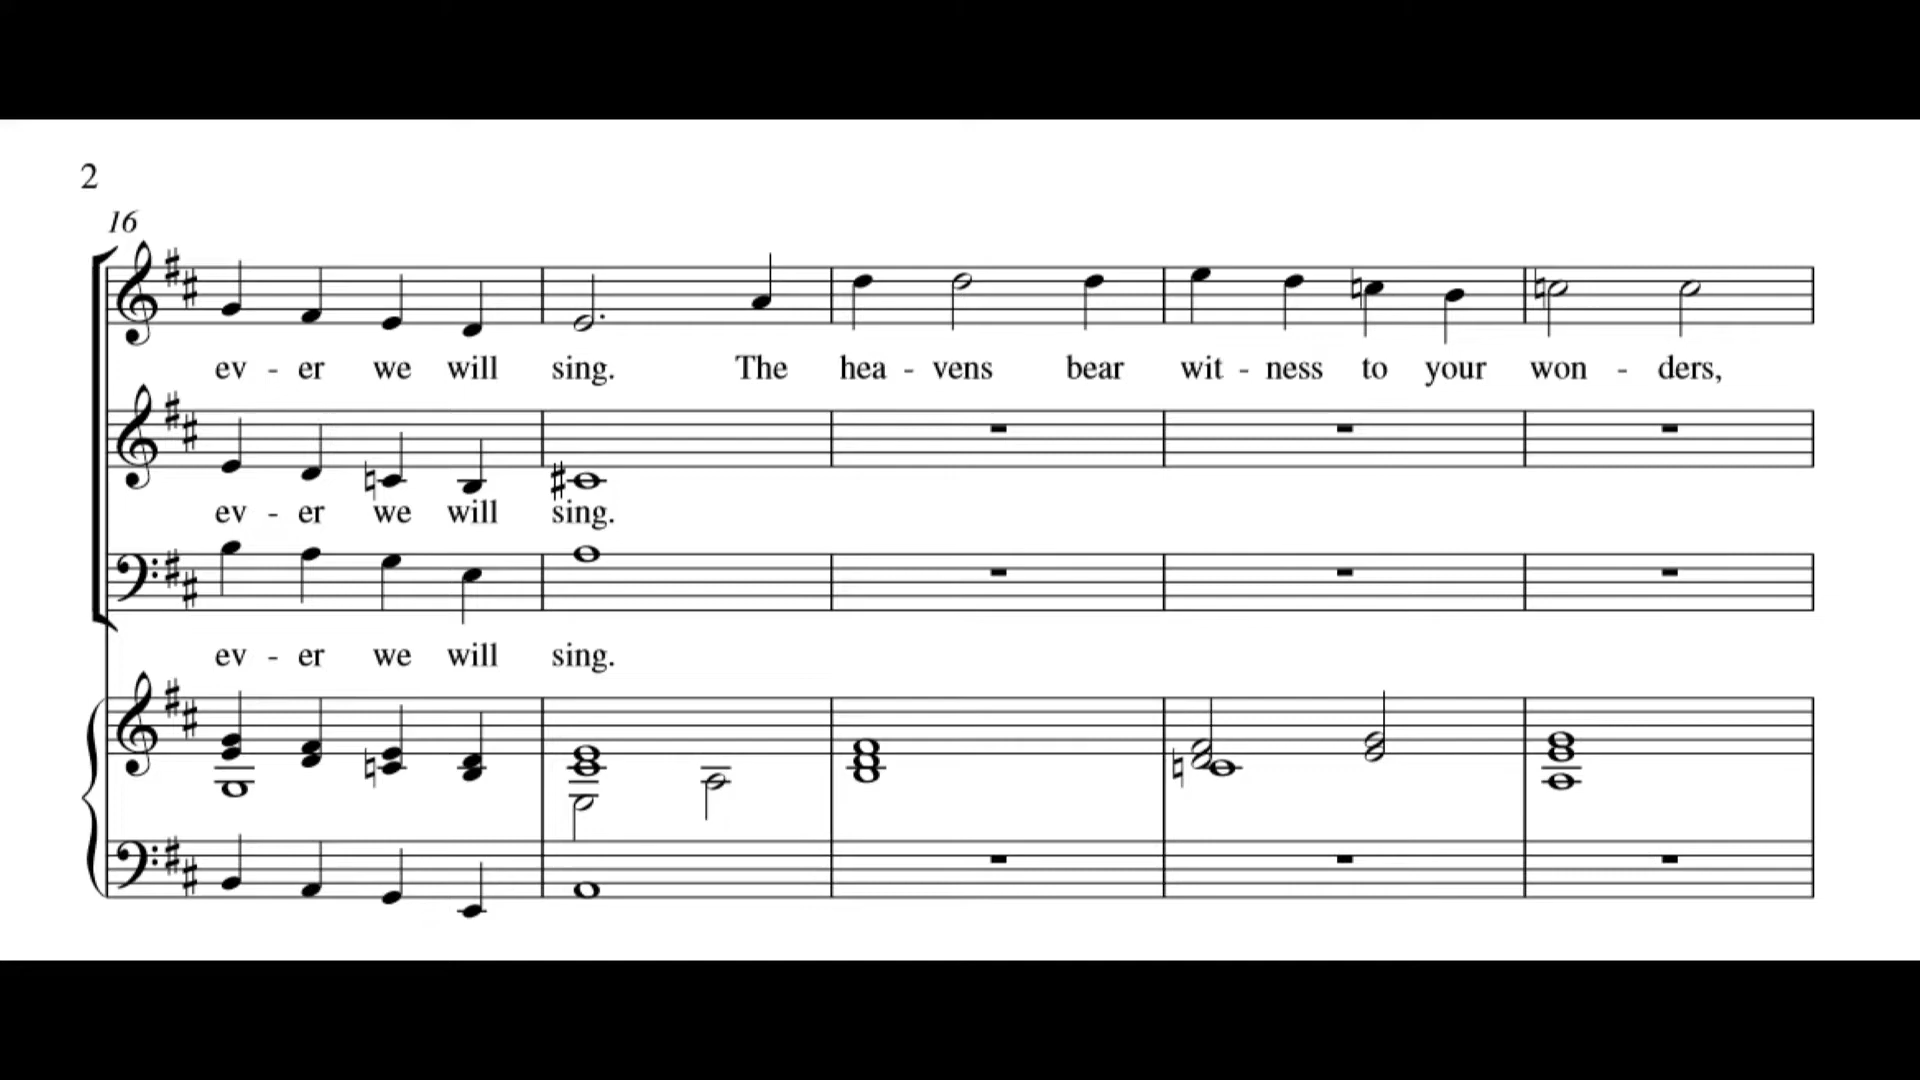 2
16
ev - er we will sing. The hea - vens bear wit - ness to your won - ders,
ev - er we will sing.
ev - er we will sing.